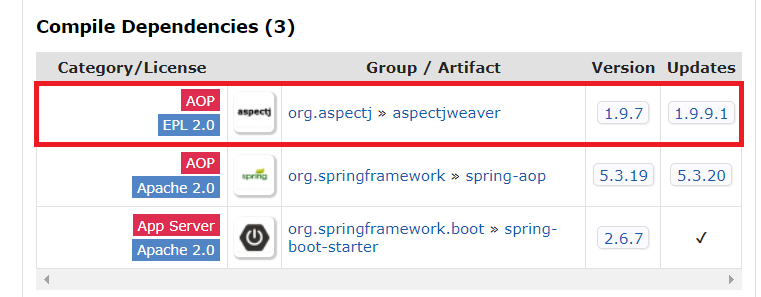 Compile Dependencies (3)
Category/License Group / Artifact Version Updates
AOP
EPL 2.0
aspectj
org.aspectj » aspectjweaver 1.9.7 1.9.9.1
AOP
Apache 2.0
spring
org.springframework » spring-aop 5.3.19 5.3.20
App Server
Apache 2.0
org.springframework.boot » spring-
boot-starter
2.6.7 ✓